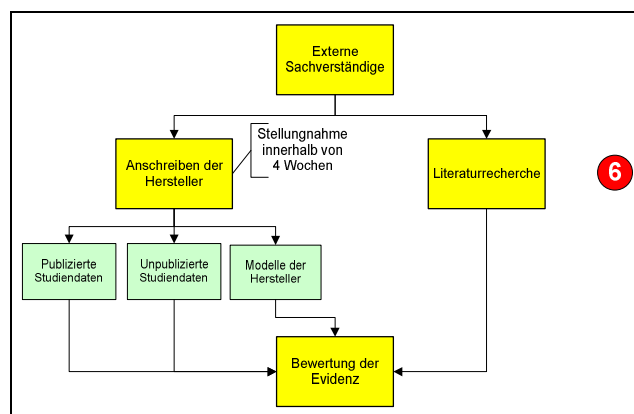 Externe
Sachverständige
Stellungnahme
innerhalb von
4 Wochen
Anschreiben der
Hersteller
Literaturrecherche
6
Publizierte
Studiendaten
Unpublizierte
Studiendaten
Modelle der
Hersteller
Bewertung der
Evidenz